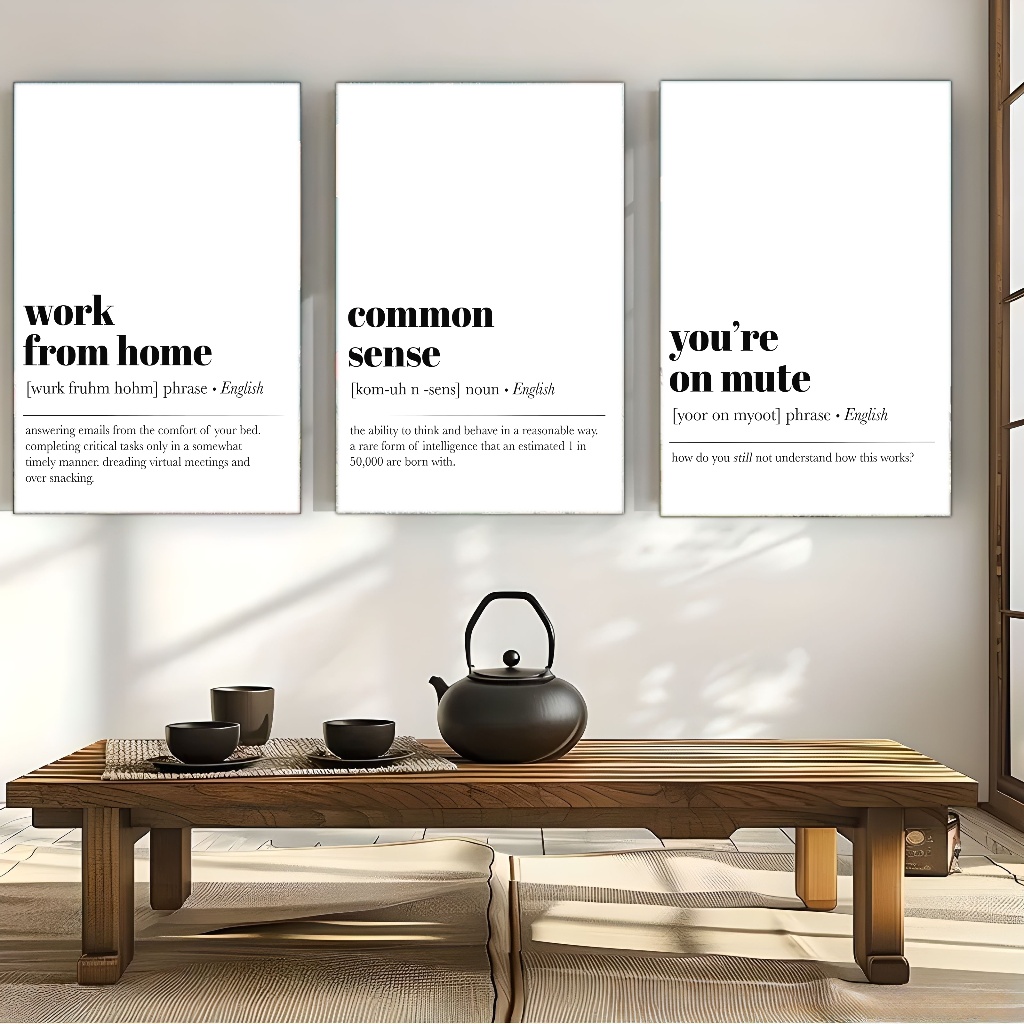 work
from home
[wurk fruhm hohm] phrase • English
answering emails from the comfort of your bed.
completing critical tasks only in a somewhat
timely manner. dreading virtual meetings and
over snacking.
common
sense
[kom-uh n -sens] noun • English
the ability to think and behave in a reasonable way.
a rare form of intelligence that an estimated 1 in
50,000 are born with.
you're
on mute
[yoor on myoot] phrase • English
how do you still not understand how this works?